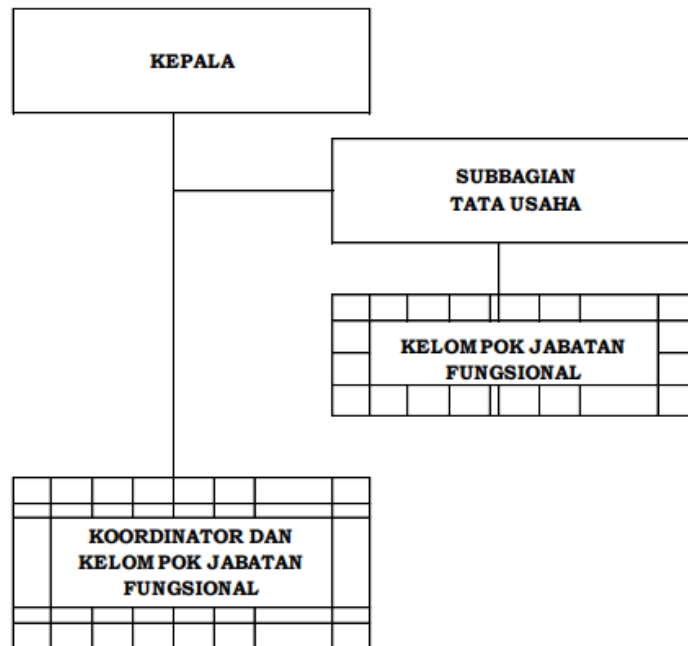 KEPALA
SUBBAGIAN
TATA USAHA
KELOMPOK JABATAN
FUNGSIONAL
KOORDINATOR DAN
KELOMPOK JABATAN
FUNGSIONAL